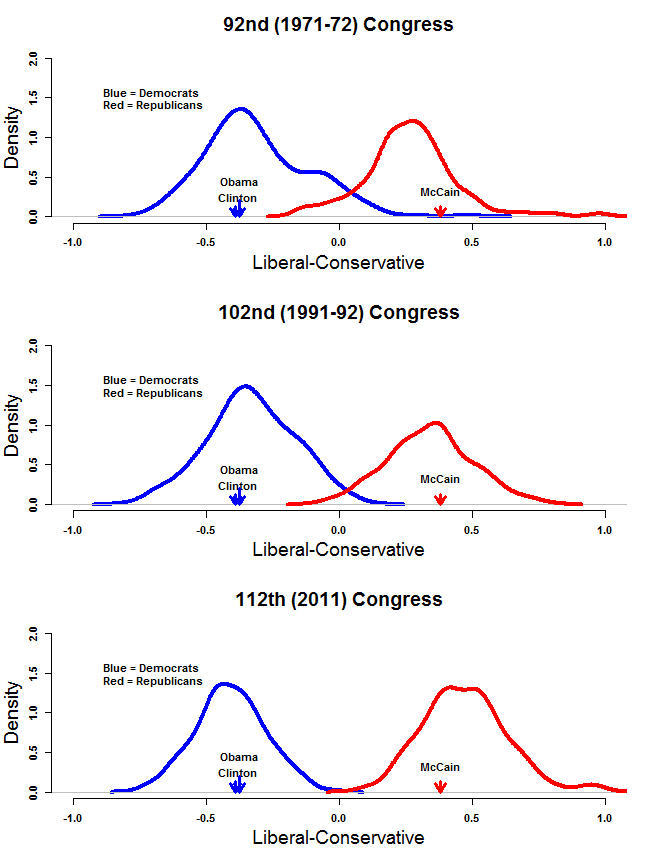 92nd (1971-72) Congress
Density
2.0
1.5
1.0
0.5
0.0
Blue = Democrats
Red = Republicans
Obama
Clinton
McCain
-1.0 -0.5 0.0 0.5 1.0
Liberal-Conservative
102nd (1991-92) Congress
Density
2.0
1.5
1.0
0.5
0.0
Blue = Democrats
Red = Republicans
Obama
Clinton
McCain
-1.0 -0.5 0.0 0.5 1.0
Liberal-Conservative
112th (2011) Congress
Density
2.0
1.5
1.0
0.5
0.0
Blue = Democrats
Red = Republicans
Obama
Clinton
McCain
-1.0 -0.5 0.0 0.5 1.0
Liberal-Conservative